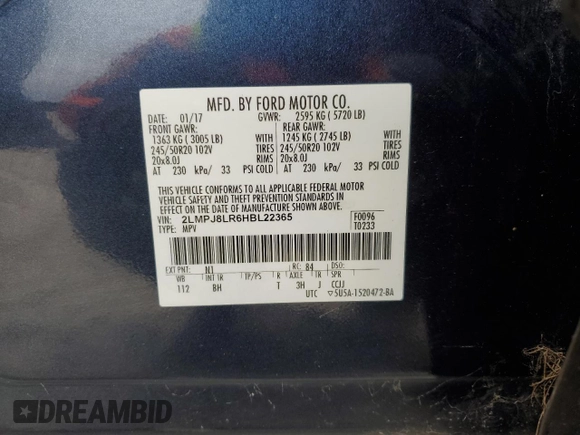 MFD. BY FORD MOTOR CO.
DATE: 01/17 GVWR: 2595 KG ( 5720 LB)
FRONT GAWR: REAR GAWR:
1363 KG ( 3005 LB) WITH 1245 KG ( 2745 LB) WITH
245/50R20 102V TIRES 245/50R20 102V TIRES
20x8.0J RIMS 20x8.0J RIMS
AT 230 kPa/ 33 PSI COLD AT 230 kPa/ 33 PSI COLD
THIS VEHICLE CONFORMS TO ALL APPLICABLE FEDERAL MOTOR
VEHICLE SAFETY AND THEFT PREVENTION STANDARDS IN
EFFECT ON THE DATE OF MANUFACTURE SHOWN ABOVE.
VIN: 2LMPJ8LR6HBL22365 F0096
TYPE: MPV T0233
EXT PNT: N1 RC: 84 DSO:
WB INT TR TP/PS R AXLE TR SPR
112 BH T 3H J CCJJ
UTC ▽5U5A-1520472-BA
DREAMBID